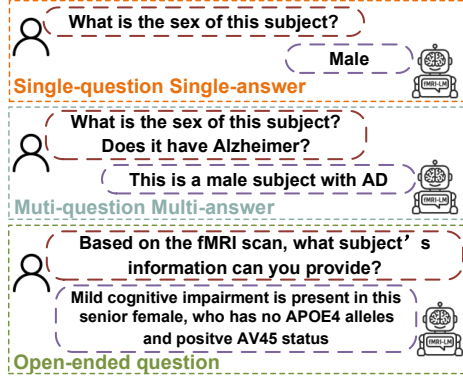 What is the sex of this subject?
Male
fMRI-LM
Single-question Single-answer
What is the sex of this subject?
Does it have Alzheimer?
This is a male subject with AD
fMRI-LM
Muti-question Multi-answer
Based on the fMRI scan, what subject's
information can you provide?
Mild cognitive impairment is present in this
senior female, who has no APOE4 alleles
and positve AV45 status
fMRI-LM
Open-ended question